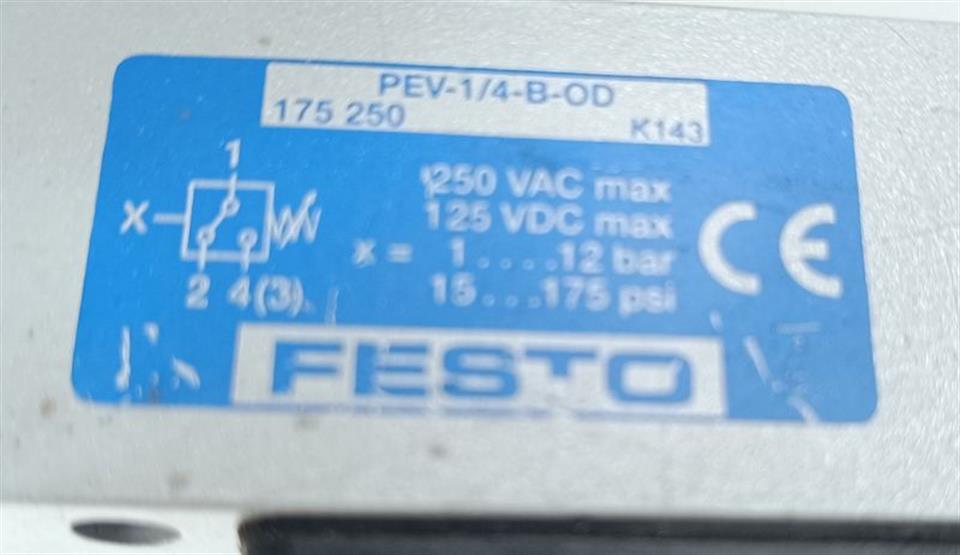 PEV-1/4-B-OD
175 250 K143
1
X
2 4(3)
250 VAC max
125 VDC max
x = 1....12 bar
15...175 psi
CE
FESTO